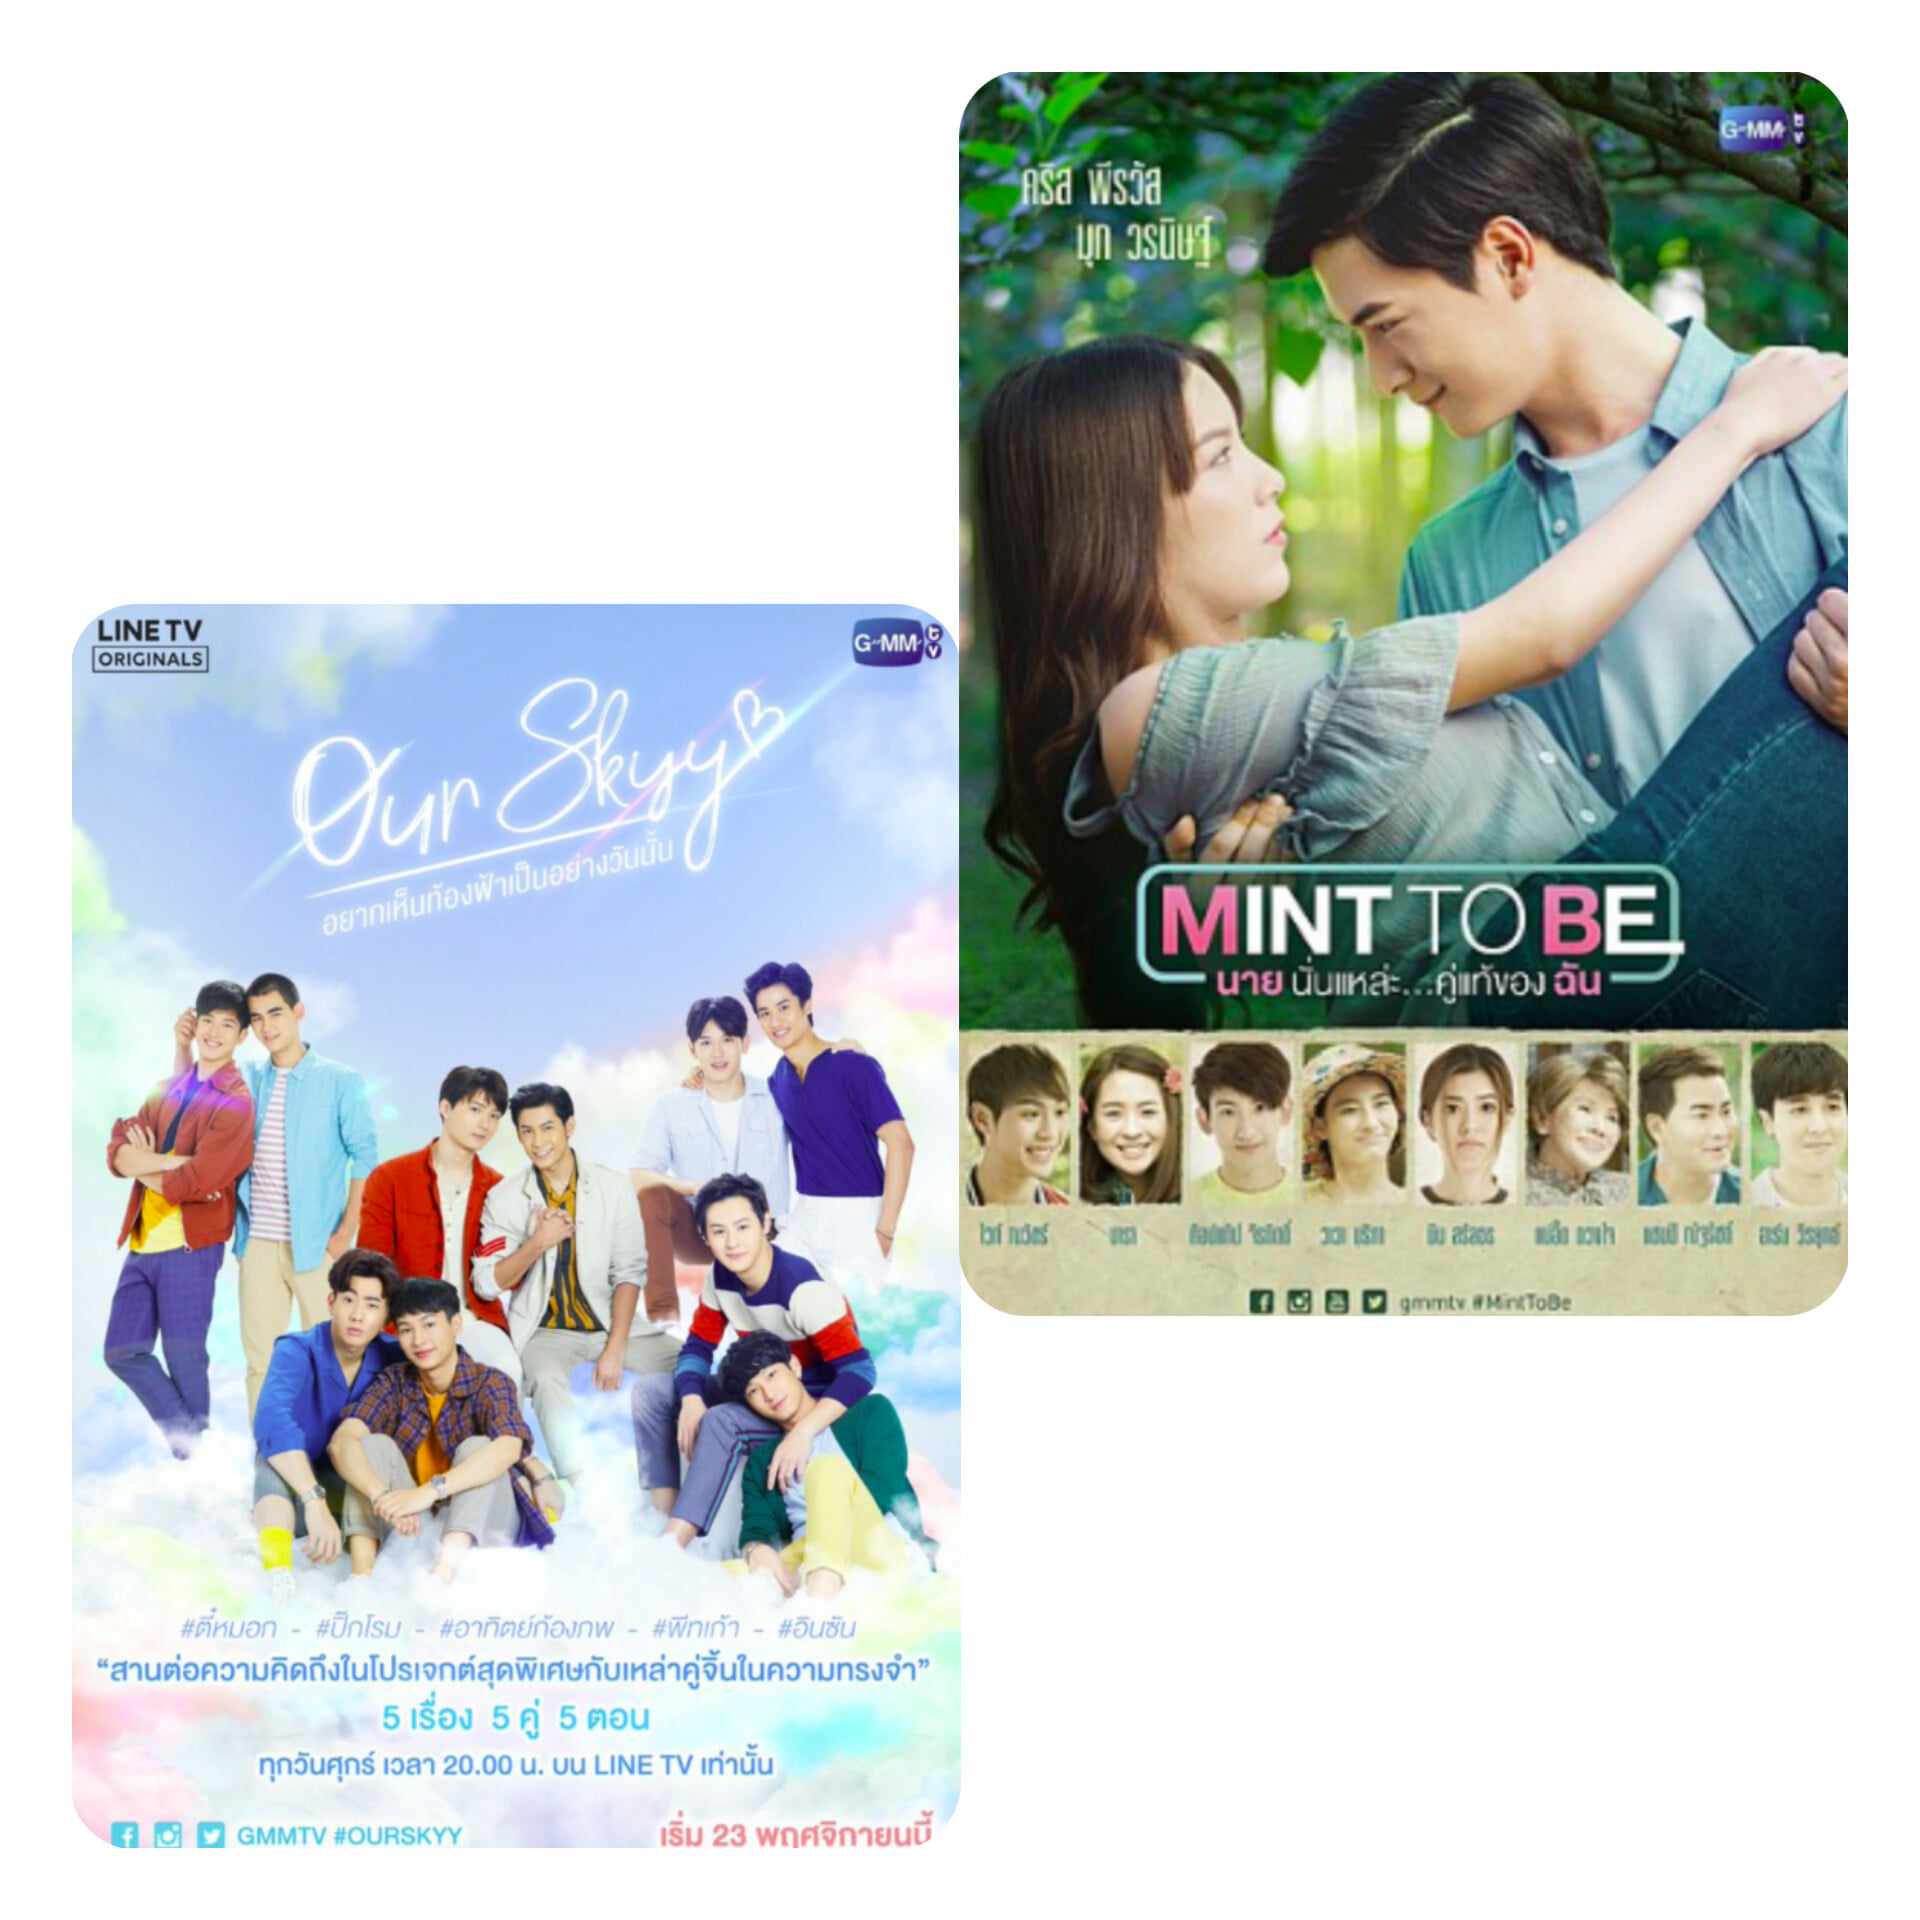 LINE TV
ORIGINALS
G-MM-
tv
Our Skyy
อยากเห็นท้องฟ้าเป็นอย่างวันนั้น
#ตี๋หมอก - #ปิ๊กโรม - #อาทิตย์ก้องภพ - #พีทเก้า - #อินซัน
“สานต่อความคิดถึงในโปรเจกต์สุดพิเศษกับเหล่าคู่จิ้นในความทรงจำ”
5 เรื่อง 5 คู่ 5 ตอน
ทุกวันศุกร์ เวลา 20.00 น. บน LINE TV เท่านั้น
GMMTV #OURSKYY
เริ่ม 23 พฤศจิกายนนี้
G-MM-
tv
คริส พีรวัส
มุก วรนิษฐ์
MINT TO BE
นาย นั่นแหล่ะ...คู่แท้ของ ฉัน
gmmtv #MintToBe